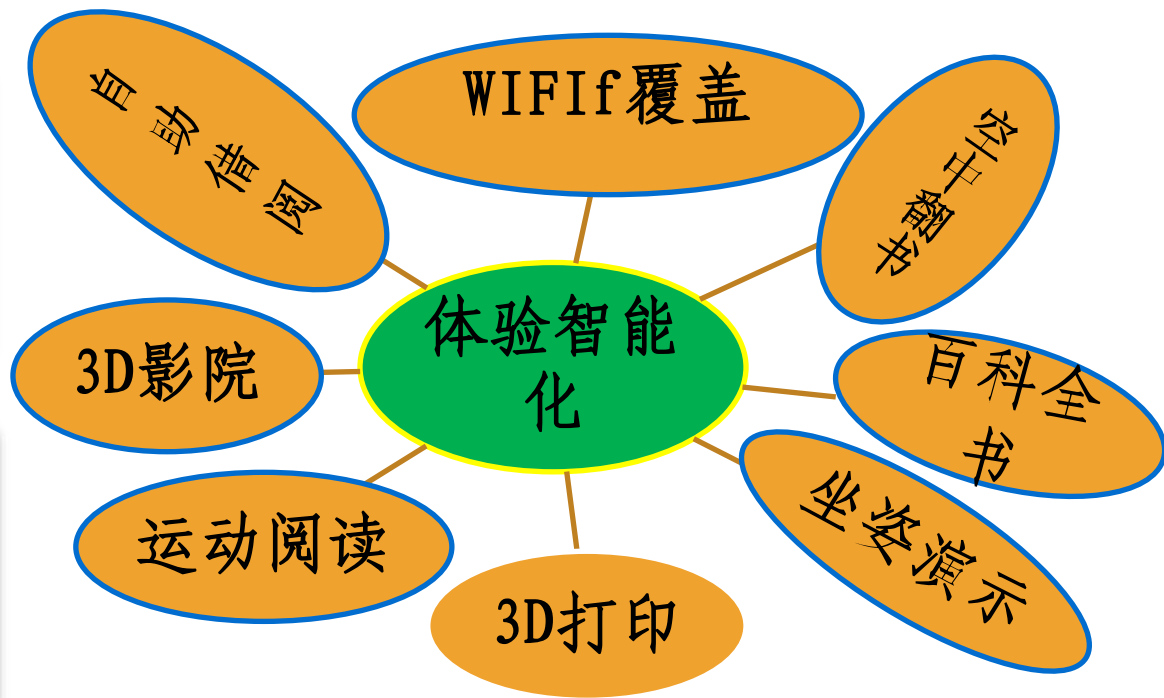 自助借阅
WIFIf覆盖
空中翻书
体验智能
化
3D影院
百科全
书
运动阅读
坐姿演示
3D打印